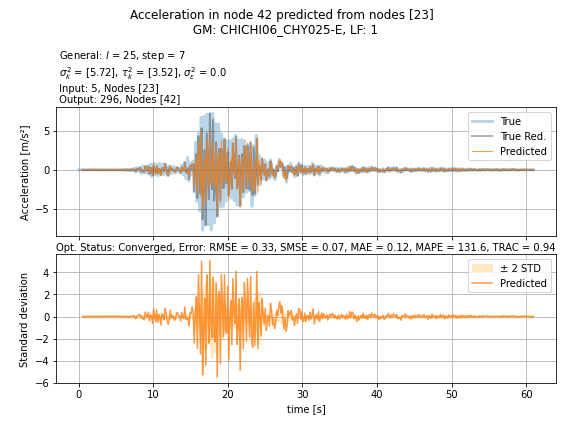 Acceleration in node 42 predicted from nodes [23]
GM: CHICHI06_CHY025-E, LF: 1
General: l = 25, step = 7
σ²ₖ = [5.72], τ²ₖ = [3.52], σ²ε = 0.0
Input: 5, Nodes [23]
Output: 296, Nodes [42]
Acceleration [m/s²]
5
0
−5
True
True Red.
Predicted
Opt. Status: Converged, Error: RMSE = 0.33, SMSE = 0.07, MAE = 0.12, MAPE = 131.6, TRAC = 0.94
Standard deviation
4
2
0
−2
−4
−6
± 2 STD
Predicted
0 10 20 30 40 50 60
time [s]